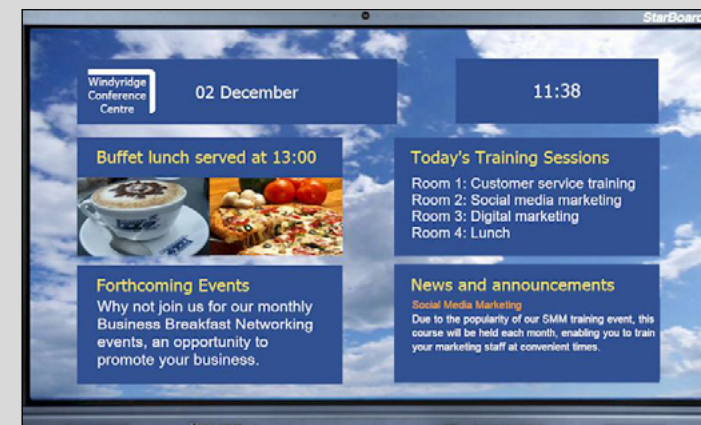 StarBoard
Windyridge
Conference
Centre
02 December
11:38
Buffet lunch served at 13:00
Today's Training Sessions
Room 1: Customer service training
Room 2: Social media marketing
Room 3: Digital marketing
Room 4: Lunch
Forthcoming Events
Why not join us for our monthly
Business Breakfast Networking
events, an opportunity to
promote your business.
News and announcements
Social Media Marketing
Due to the popularity of our SMM training event, this
course will be held each month, enabling you to train
your marketing staff at convenient times.